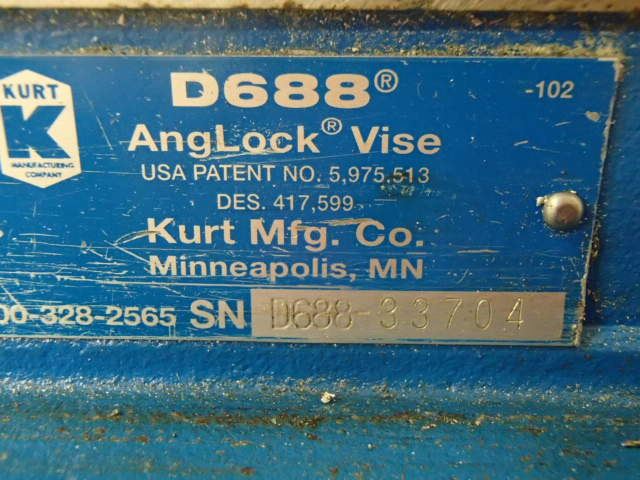 KURT
K
MANUFACTURING
COMPANY
D688®
-102
AngLock® Vise
USA PATENT NO. 5,975,513
DES. 417,599
Kurt Mfg. Co.
Minneapolis, MN
00-328-2565 SN D688-33704